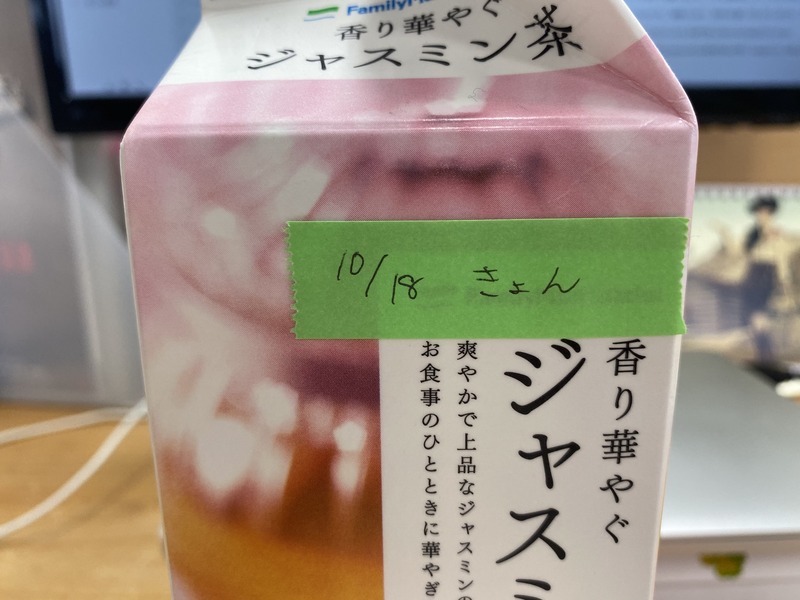 香り華やぐ
ジャスミン茶
10/18 きょん
香り華やぐ
ジャスミ
爽やかで上品なジャスミンの
お食事のひとときに華やぎ